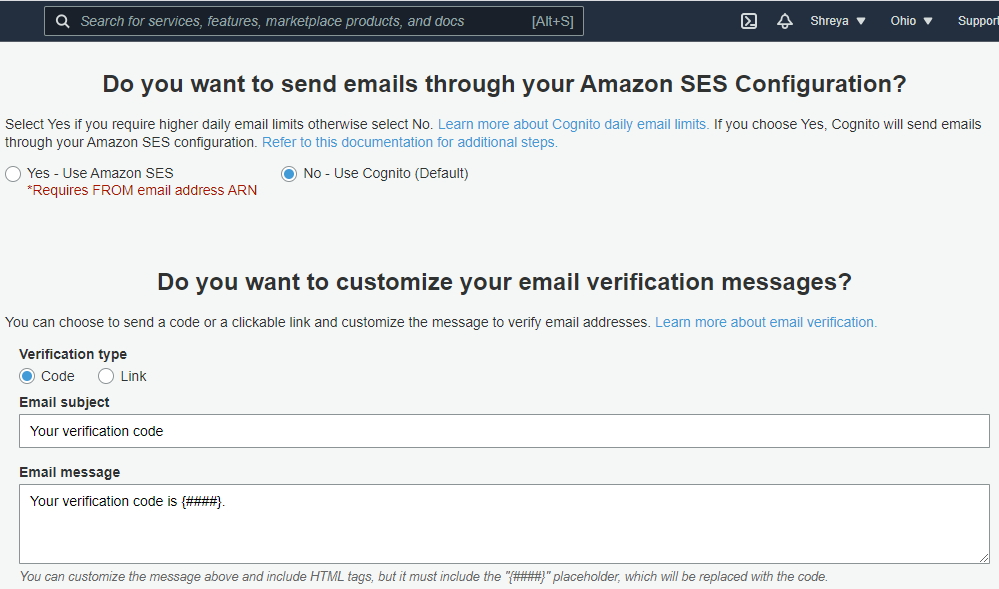 Search for services, features, marketplace products, and docs [Alt+S] Shreya Ohio Support
Do you want to send emails through your Amazon SES Configuration?
Select Yes if you require higher daily email limits otherwise select No. Learn more about Cognito daily email limits. If you choose Yes, Cognito will send emails
through your Amazon SES configuration. Refer to this documentation for additional steps.
Yes - Use Amazon SES No - Use Cognito (Default)
*Requires FROM email address ARN
Do you want to customize your email verification messages?
You can choose to send a code or a clickable link and customize the message to verify email addresses. Learn more about email verification.
Verification type
Code Link
Email subject
Your verification code
Email message
Your verification code is {####}.
You can customize the message above and include HTML tags, but it must include the "{####}" placeholder, which will be replaced with the code.